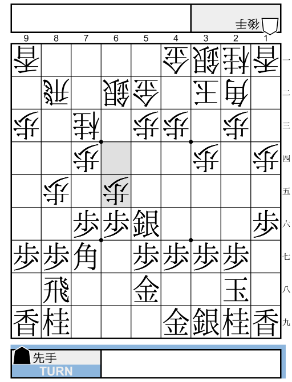 後手
9 8 7 6 5 4 3 2 1
香 金 銀 桂 香 一
飛 銀 金 王 角 二
歩 桂 歩 歩 歩 三
歩 歩 歩 四
歩 歩 五
歩 歩 銀 歩 六
歩 歩 角 歩 歩 歩 歩 七
飛 金 玉 八
香 桂 金 銀 桂 香 九
先手
TURN